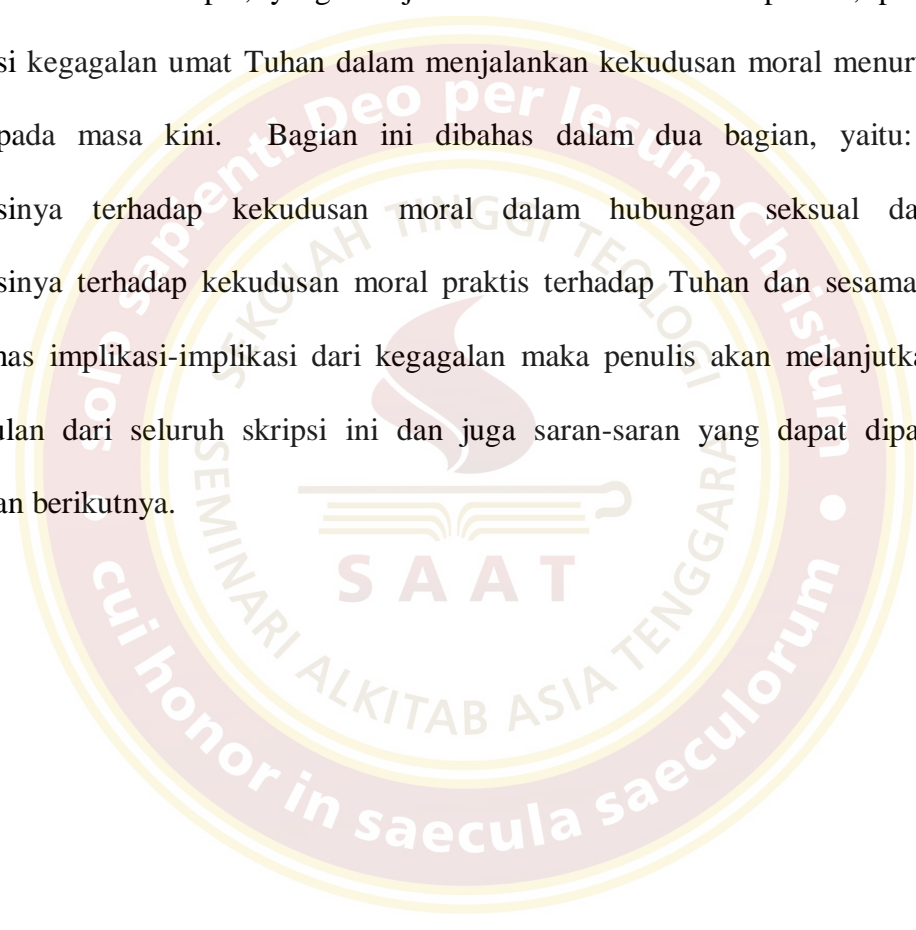 si kegagalan umat Tuhan dalam menjalankan kekudusan moral menur
pada masa kini. Bagian ini dibahas dalam dua bagian, yaitu:
sinya terhadap kekudusan moral dalam hubungan seksual da
sinya terhadap kekudusan moral praktis terhadap Tuhan dan sesama
nas implikasi-implikasi dari kegagalan maka penulis akan melanjutka
ulan dari seluruh skripsi ini dan juga saran-saran yang dapat dipa
an berikutnya.
solo sapienti Deo per Iesum Christum
cui honor in saecula saeculorum
SEKOLAH TINGGI TEOLOGI
SEMINARI ALKITAB ASIA TENGGARA
SAAT